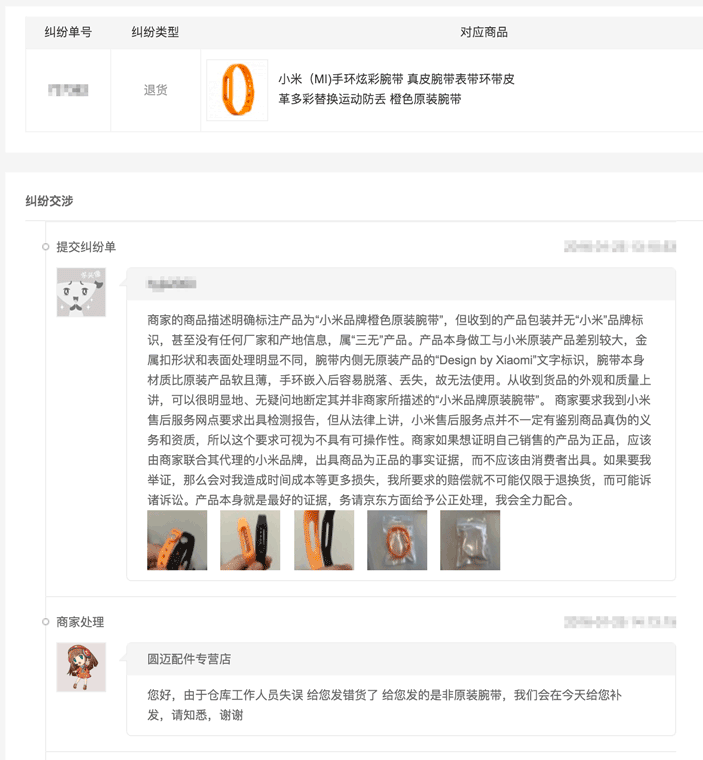 纠纷单号 纠纷类型 对应商品
退货
小米（MI)手环炫彩腕带 真皮腕带表带环带皮
革多彩替换运动防丢 橙色原装腕带
纠纷交涉
提交纠纷单
商家的商品描述明确标注产品为“小米品牌橙色原装腕带”，但收到的产品包装并无“小米”品牌标
识，甚至没有任何厂家和产地信息，属“三无”产品。产品本身做工与小米原装产品差别较大，金
属扣形状和表面处理明显不同，腕带内侧无原装产品的“Design by Xiaomi”文字标识，腕带本身
材质比原装产品软且薄，手环嵌入后容易脱落、丢失，故无法使用。从收到货品的外观和质量上
讲，可以很明显地、无疑问地断定其并非商家所描述的“小米品牌原装腕带”。 商家要求我到小米
售后服务网点要求出具检测报告，但从法律上讲，小米售后服务点并不一定有鉴别商品真伪的义
务和资质，所以这个要求可视为不具有可操作性。商家如果想证明自己销售的产品为正品，应该
由商家联合其代理的小米品牌，出具商品为正品的事实证据，而不应该由消费者出具。如果要我
举证，那么会对我造成时间成本等更多损失，我所要求的赔偿就不可能仅限于退换货，而可能诉
诸诉讼。产品本身就是最好的证据，务请京东方面给予公正处理，我会全力配合。
商家处理
圆迈配件专营店
您好，由于仓库工作人员失误 给您发错货了 给您发的是非原装腕带，我们会在今天给您补
发，请知悉，谢谢